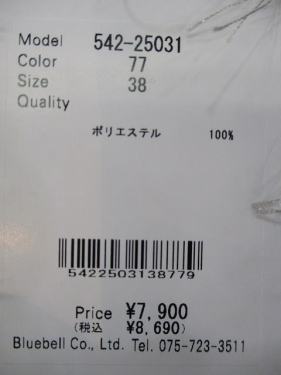 Model 542-25031
Color 77
Size 38
Quality
ポリエステル 100%
5422503138779
Price ¥7,900
(税込 ¥8,690)
Bluebell Co., Ltd. Tel. 075-723-3511